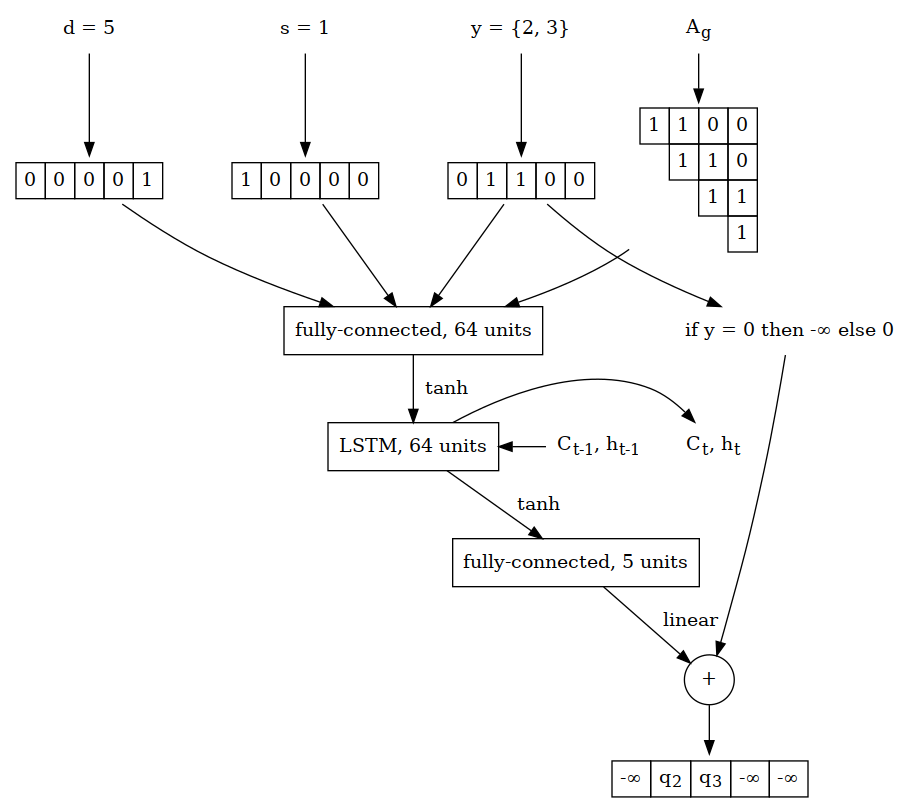 d = 5
s = 1
y = {2, 3}
A_g
1 1 0 0
1 1 0
1 1
1
0 0 0 0 1
1 0 0 0 0
0 1 1 0 0
fully-connected, 64 units
if y = 0 then -∞ else 0
tanh
LSTM, 64 units
C_{t-1}, h_{t-1}
C_t, h_t
tanh
fully-connected, 5 units
linear
+
-∞ q_2 q_3 -∞ -∞